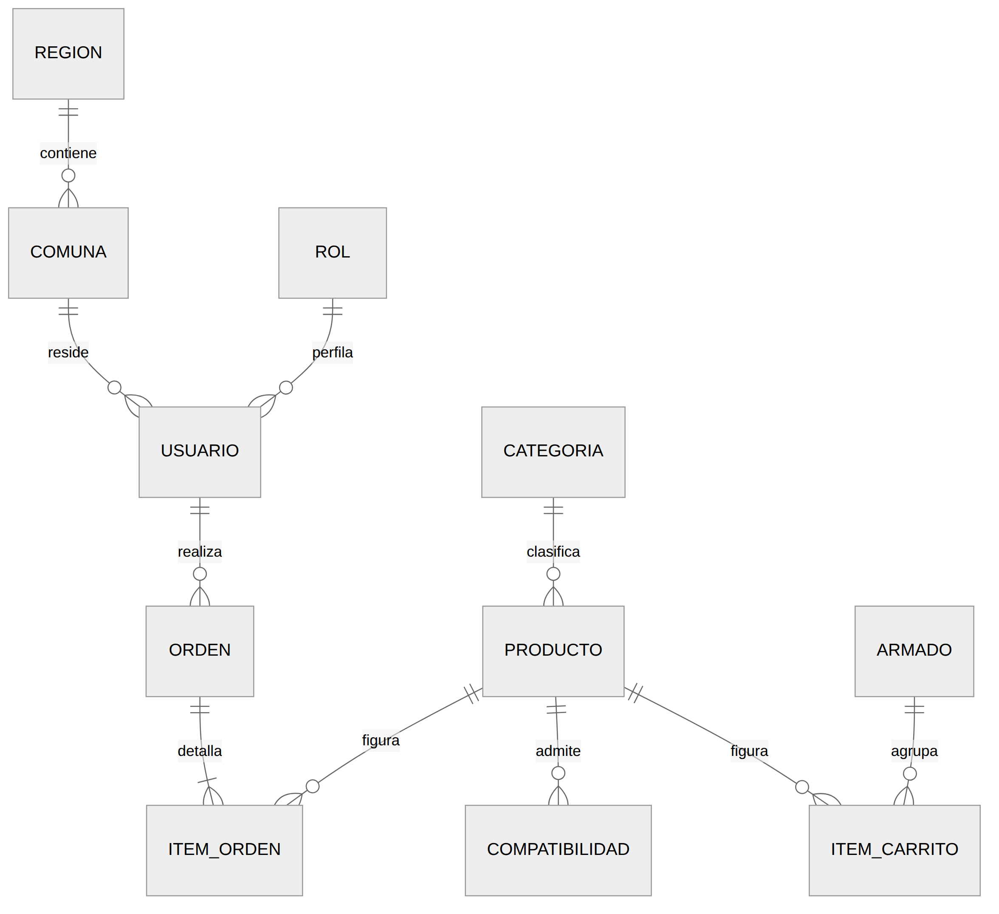 REGION
contiene
COMUNA
ROL
reside
perfila
USUARIO
CATEGORIA
realiza
clasifica
ORDEN
PRODUCTO
ARMADO
detalla
figura
admite
figura
agrupa
ITEM_ORDEN
COMPATIBILIDAD
ITEM_CARRITO